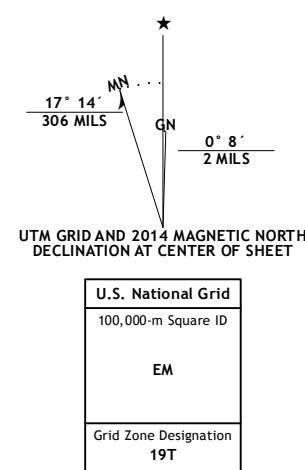 MN
17° 14´
306 MILS
GN
0° 8´
2 MILS
UTM GRID AND 2014 MAGNETIC NORTH
DECLINATION AT CENTER OF SHEET
U.S. National Grid
100,000-m Square ID
EM
Grid Zone Designation
19T